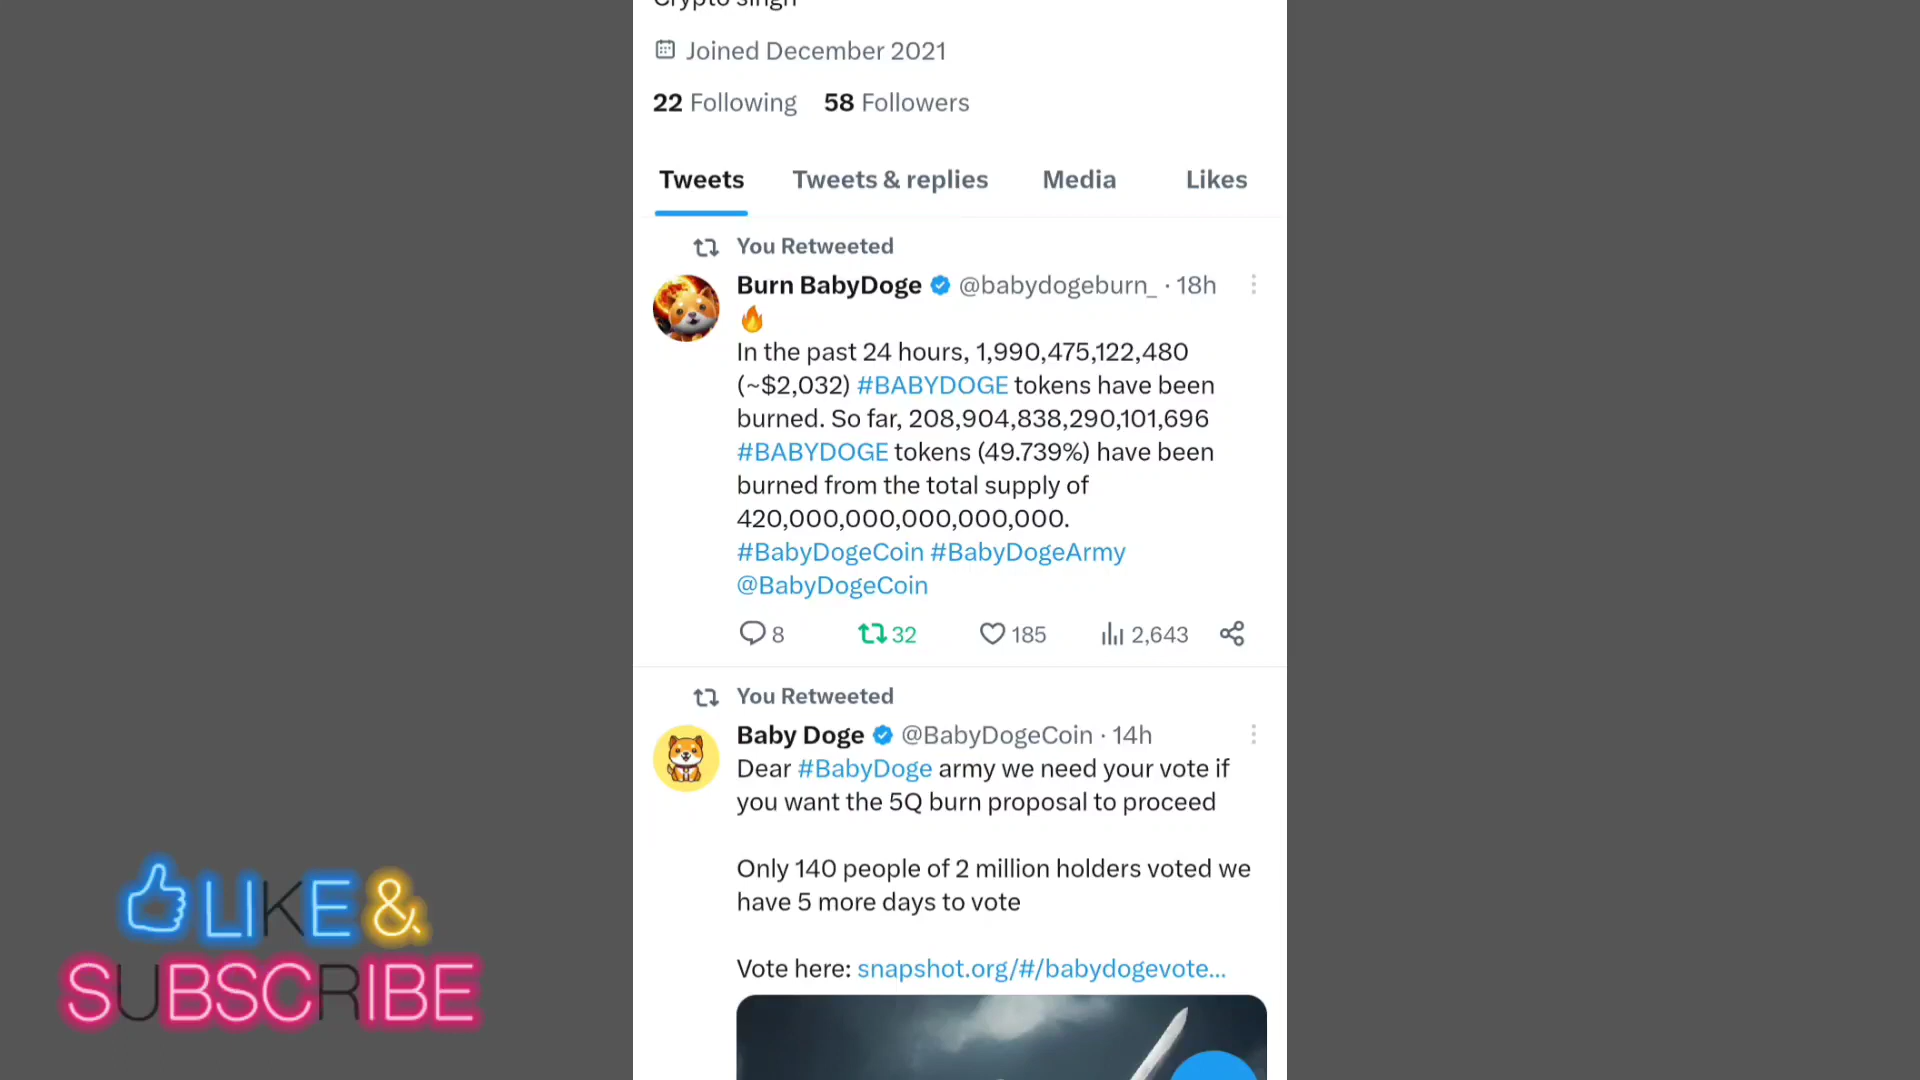 Crypto singh
Joined December 2021
22 Following 58 Followers
Tweets Tweets & replies Media Likes
You Retweeted
Burn BabyDoge @babydogeburn_ · 18h
🔥
In the past 24 hours, 1,990,475,122,480
(~$2,032) #BABYDOGE tokens have been
burned. So far, 208,904,838,290,101,696
#BABYDOGE tokens (49.739%) have been
burned from the total supply of
420,000,000,000,000,000.
#BabyDogeCoin #BabyDogeArmy
@BabyDogeCoin
8 32 185 2,643
You Retweeted
Baby Doge @BabyDogeCoin · 14h
Dear #BabyDoge army we need your vote if
you want the 5Q burn proposal to proceed
Only 140 people of 2 million holders voted we
have 5 more days to vote
Vote here: snapshot.org/#/babydogevote...
LIKE &
SUBSCRIBE